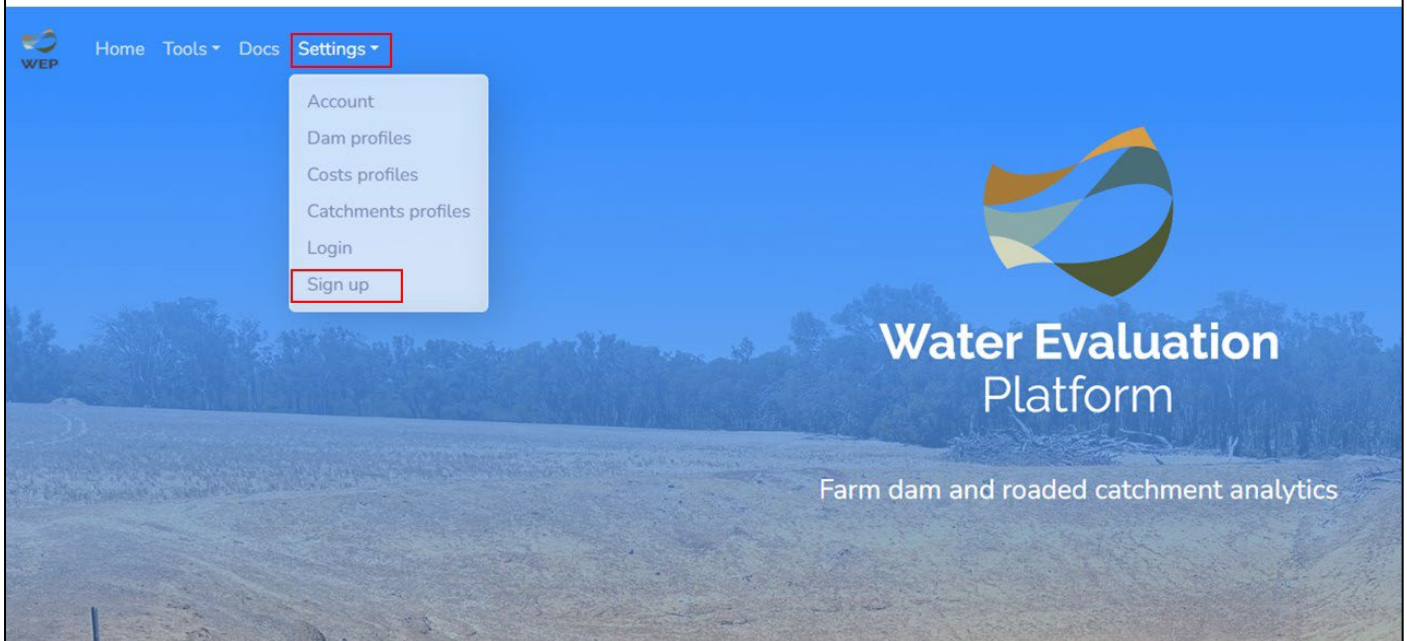 WEP
Home Tools Docs Settings
Account
Dam profiles
Costs profiles
Catchments profiles
Login
Sign up
Water Evaluation
Platform
Farm dam and roaded catchment analytics